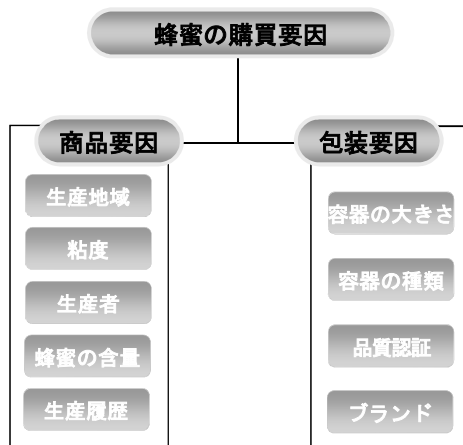 蜂蜜の購買要因
商品要因
生産地域
粘度
生産者
蜂蜜の含量
生産履歴
包装要因
容器の大きさ
容器の種類
品質認証
ブランド